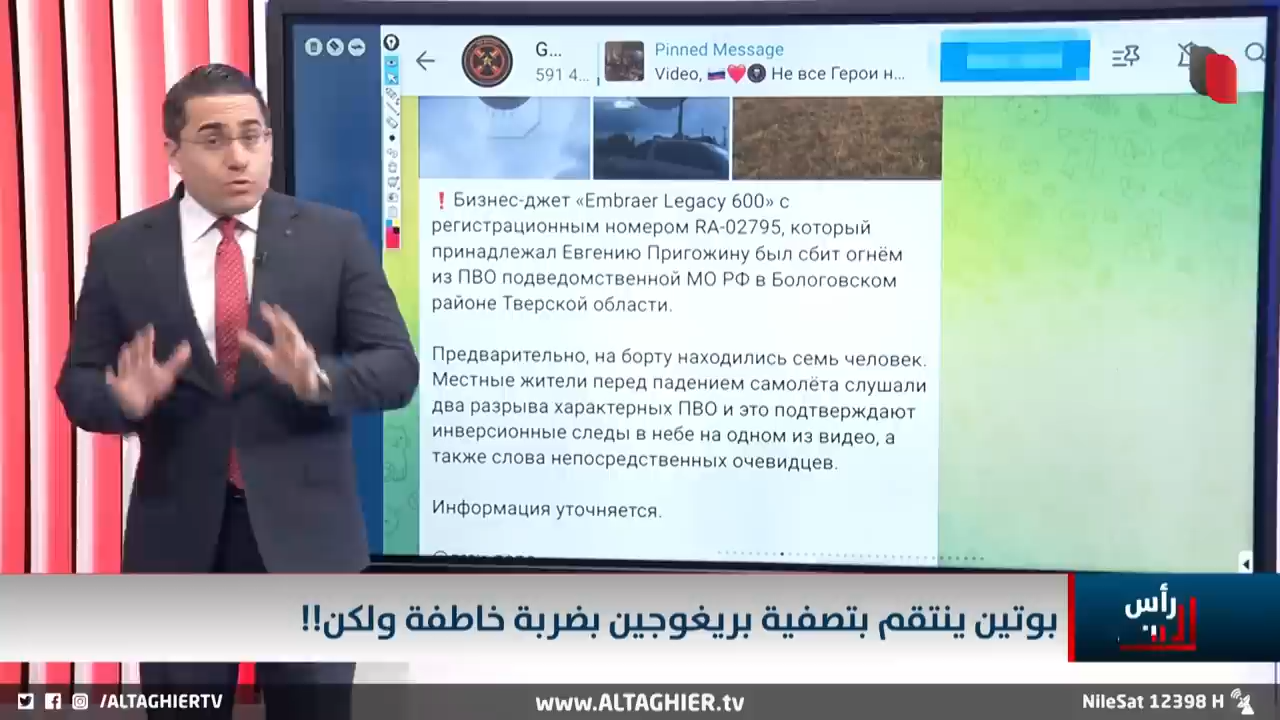 G...
591 4...
Pinned Message
Video, 🇷🇺❤️ Не все Герои н...
❗ Бизнес-джет «Embraer Legacy 600» с
регистрационным номером RA-02795, который
принадлежал Евгению Пригожину был сбит огнём
из ПВО подведомственной МО РФ в Бологовском
районе Тверской области.
Предварительно, на борту находились семь человек.
Местные жители перед падением самолёта слушали
два разрыва характерных ПВО и это подтверждают
инверсионные следы в небе на одном из видео, а
также слова непосредственных очевидцев.
Информация уточняется.
بوتين ينتقم بتصفية بريغوجين بضربة خاطفة ولكن!!
رأس
/ALTAGHIERTV
www.ALTAGHIER.tv
NileSat 12398 H